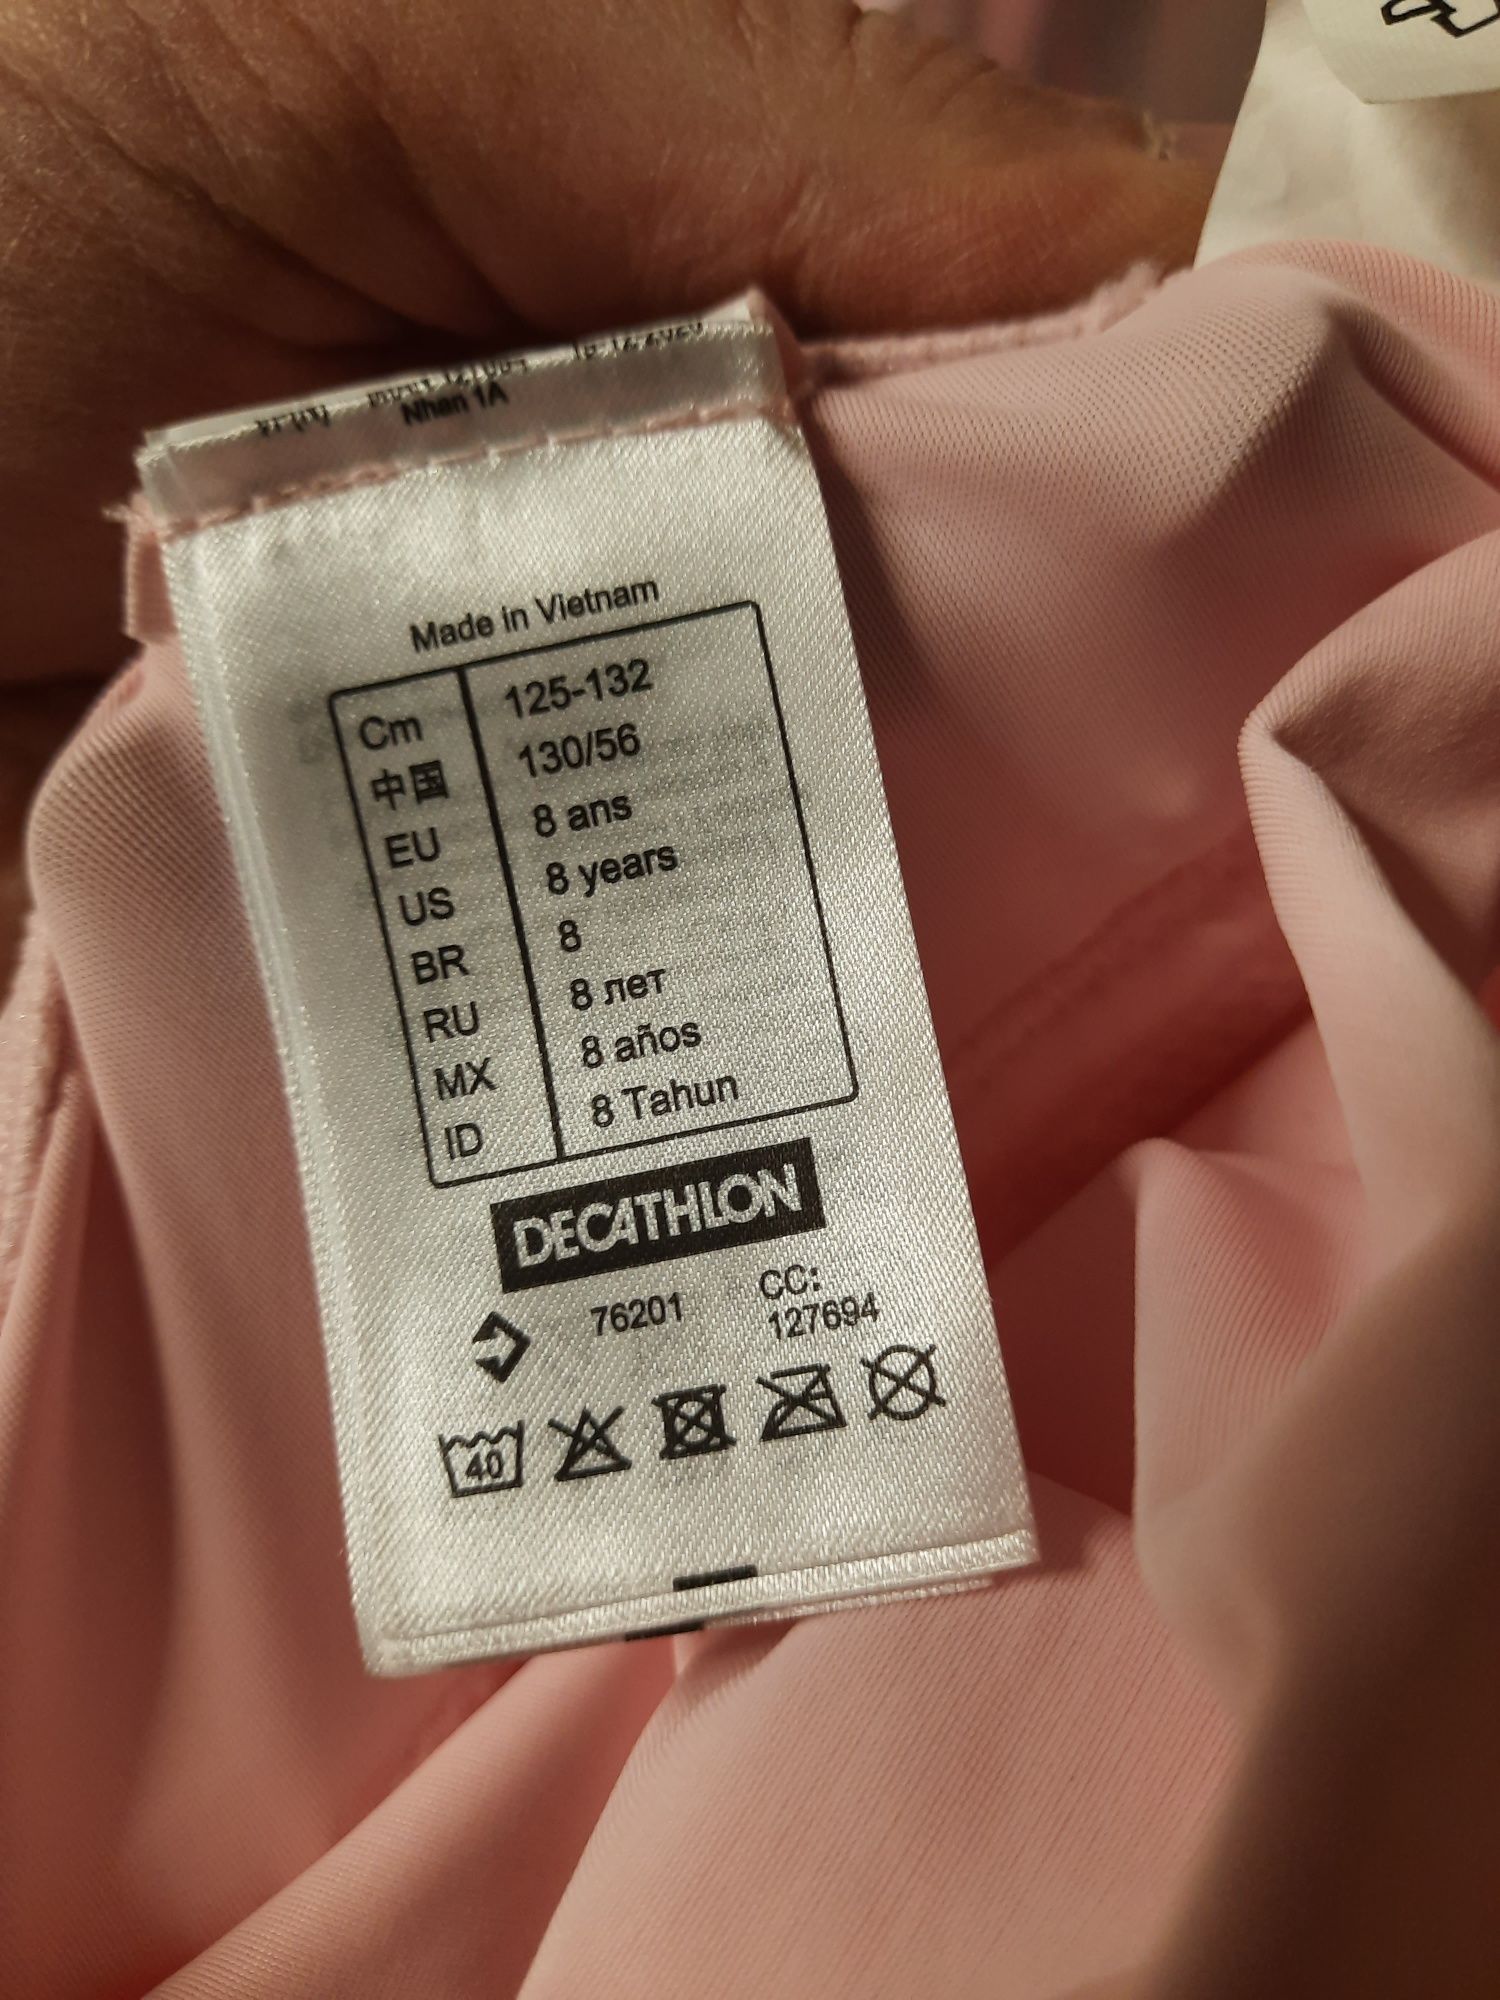 Nhan 1A
Made in Vietnam
Cm 125-132
中国 130/56
EU 8 ans
US 8 years
BR 8
RU 8 лет
MX 8 años
ID 8 Tahun
DECATHLON
76201 CC:
127694
40